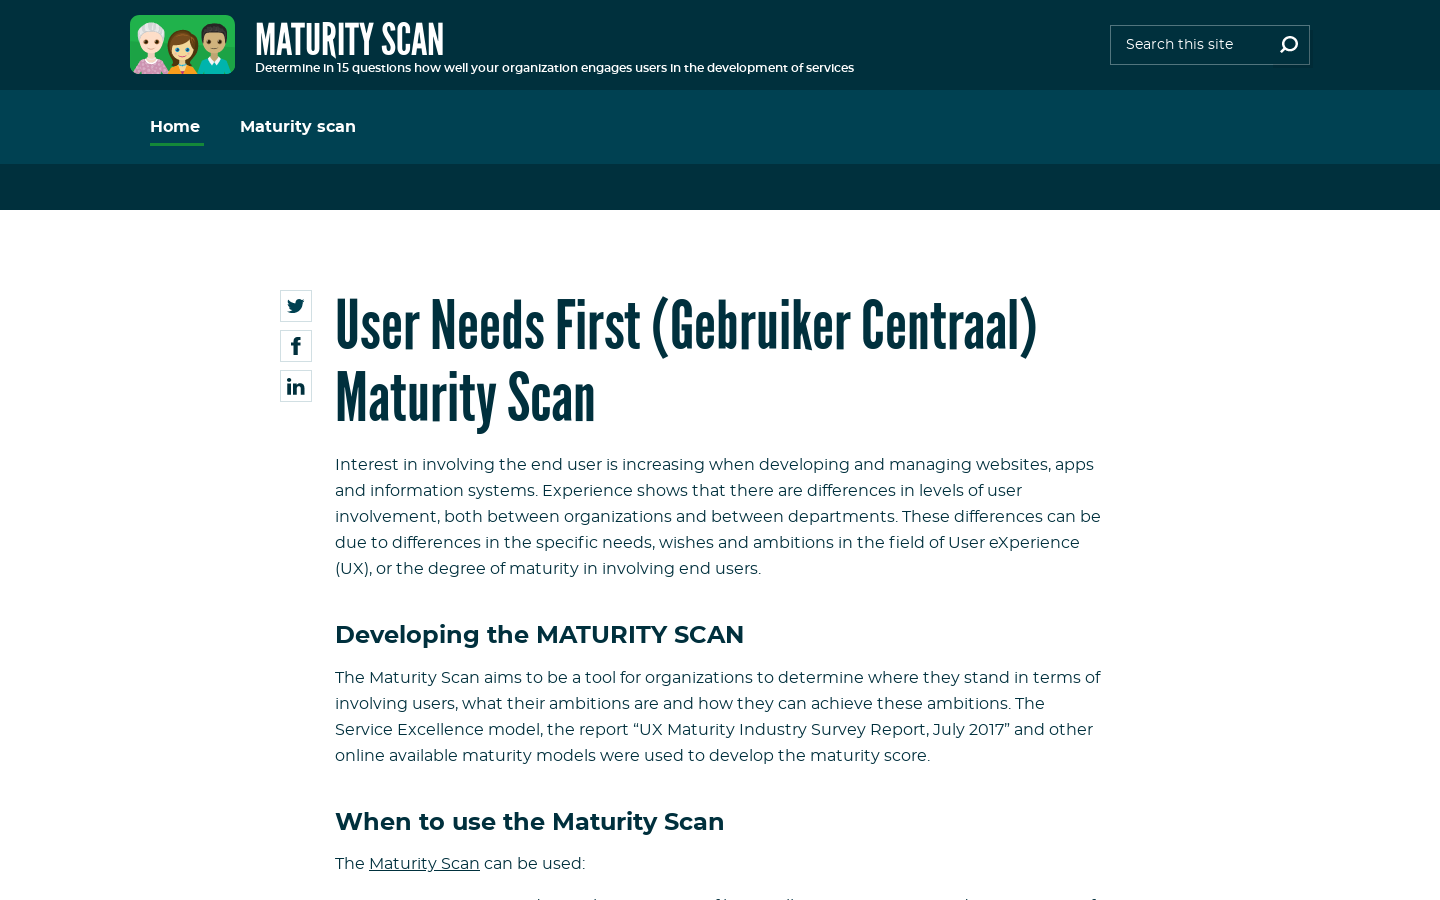 MATURITY SCAN
Determine in 15 questions how well your organization engages users in the development of services
Search this site
Home
Maturity scan
User Needs First (Gebruiker Centraal)
Maturity Scan
Interest in involving the end user is increasing when developing and managing websites, apps
and information systems. Experience shows that there are differences in levels of user
involvement, both between organizations and between departments. These differences can be
due to differences in the specific needs, wishes and ambitions in the field of User eXperience
(UX), or the degree of maturity in involving end users.
Developing the MATURITY SCAN
The Maturity Scan aims to be a tool for organizations to determine where they stand in terms of
involving users, what their ambitions are and how they can achieve these ambitions. The
Service Excellence model, the report “UX Maturity Industry Survey Report, July 2017” and other
online available maturity models were used to develop the maturity score.
When to use the Maturity Scan
The Maturity Scan can be used: